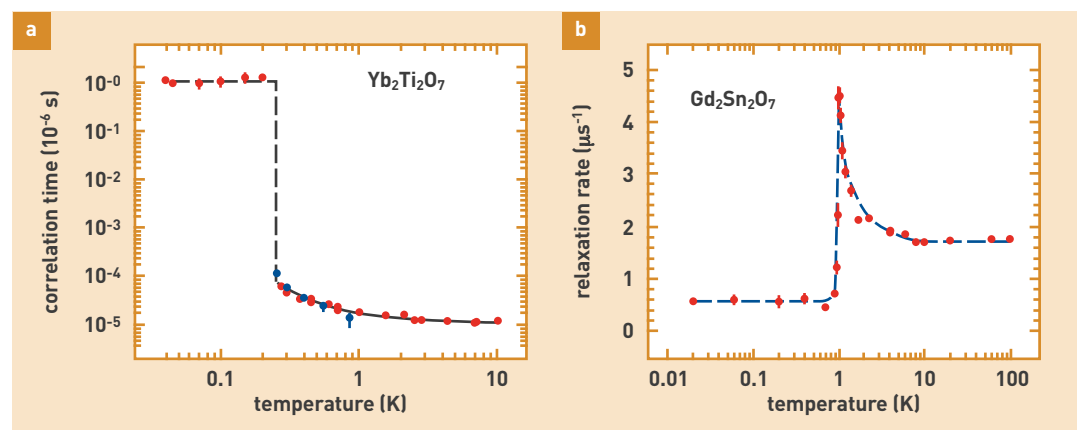 a
Yb₂Ti₂O₇
10⁻⁰
10⁻¹
10⁻²
10⁻³
10⁻⁴
10⁻⁵
correlation time (10⁻⁶ s)
0.1
1
10
temperature (K)
b
Gd₂Sn₂O₇
5
4
3
2
1
0
relaxation rate (µs⁻¹)
0.01
0.1
1
10
100
temperature (K)